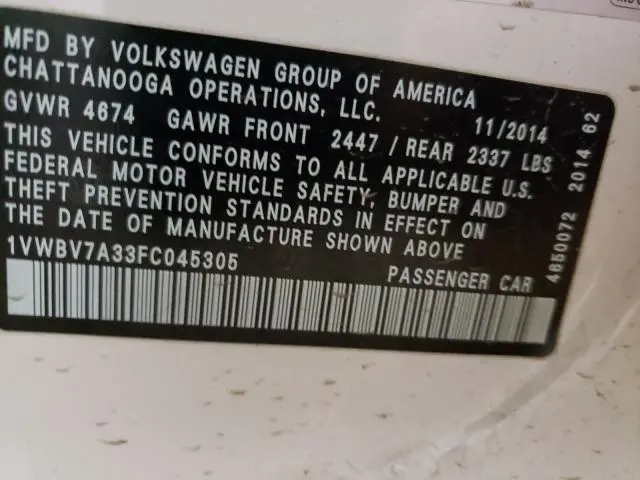 MFD BY VOLKSWAGEN GROUP OF AMERICA
CHATTANOOGA OPERATIONS, LLC. 11/2014
GVWR 4674 GAWR FRONT 2447 / REAR 2337 LBS
THIS VEHICLE CONFORMS TO ALL APPLICABLE U.S.
FEDERAL MOTOR VEHICLE SAFETY, BUMPER AND
THEFT PREVENTION STANDARDS IN EFFECT ON
THE DATE OF MANUFACTURE SHOWN ABOVE
1VWBV7A33FC045305 PASSENGER CAR
4650072 2014 62